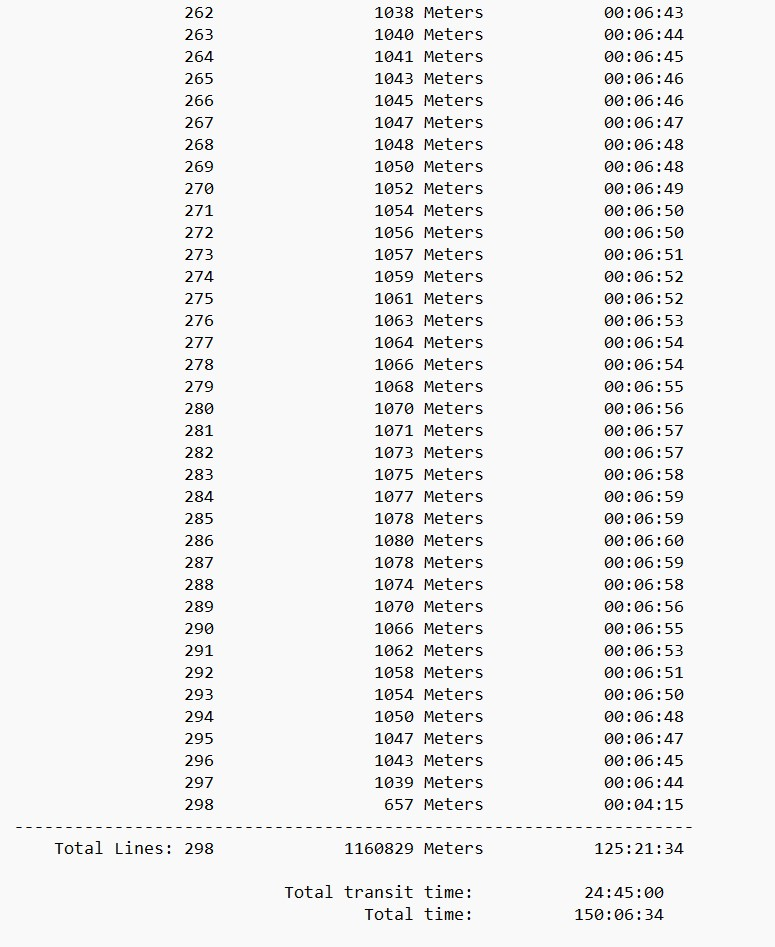 262 1038 Meters 00:06:43
263 1040 Meters 00:06:44
264 1041 Meters 00:06:45
265 1043 Meters 00:06:46
266 1045 Meters 00:06:46
267 1047 Meters 00:06:47
268 1048 Meters 00:06:48
269 1050 Meters 00:06:48
270 1052 Meters 00:06:49
271 1054 Meters 00:06:50
272 1056 Meters 00:06:50
273 1057 Meters 00:06:51
274 1059 Meters 00:06:52
275 1061 Meters 00:06:52
276 1063 Meters 00:06:53
277 1064 Meters 00:06:54
278 1066 Meters 00:06:54
279 1068 Meters 00:06:55
280 1070 Meters 00:06:56
281 1071 Meters 00:06:57
282 1073 Meters 00:06:57
283 1075 Meters 00:06:58
284 1077 Meters 00:06:59
285 1078 Meters 00:06:59
286 1080 Meters 00:06:60
287 1078 Meters 00:06:59
288 1074 Meters 00:06:58
289 1070 Meters 00:06:56
290 1066 Meters 00:06:55
291 1062 Meters 00:06:53
292 1058 Meters 00:06:51
293 1054 Meters 00:06:50
294 1050 Meters 00:06:48
295 1047 Meters 00:06:47
296 1043 Meters 00:06:45
297 1039 Meters 00:06:44
298 657 Meters 00:04:15
--------------------------------------------------------------------
Total Lines: 298 1160829 Meters 125:21:34
Total transit time: 24:45:00
Total time: 150:06:34